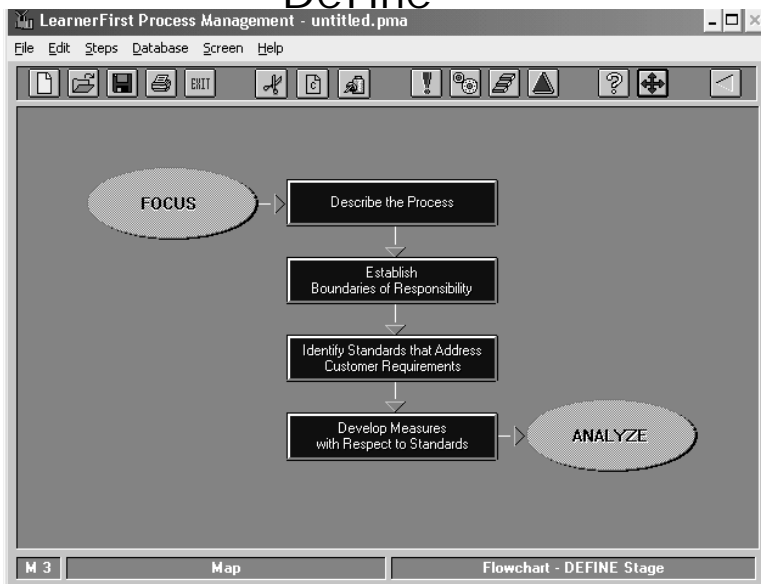 Define
LearnerFirst Process Management - untitled.pma
File Edit Steps Database Screen Help
EXIT
C
!
?
FOCUS
Describe the Process
Establish
Boundaries of Responsibility
Identify Standards that Address
Customer Requirements
Develop Measures
with Respect to Standards
ANALYZE
M 3 Map Flowchart - DEFINE Stage